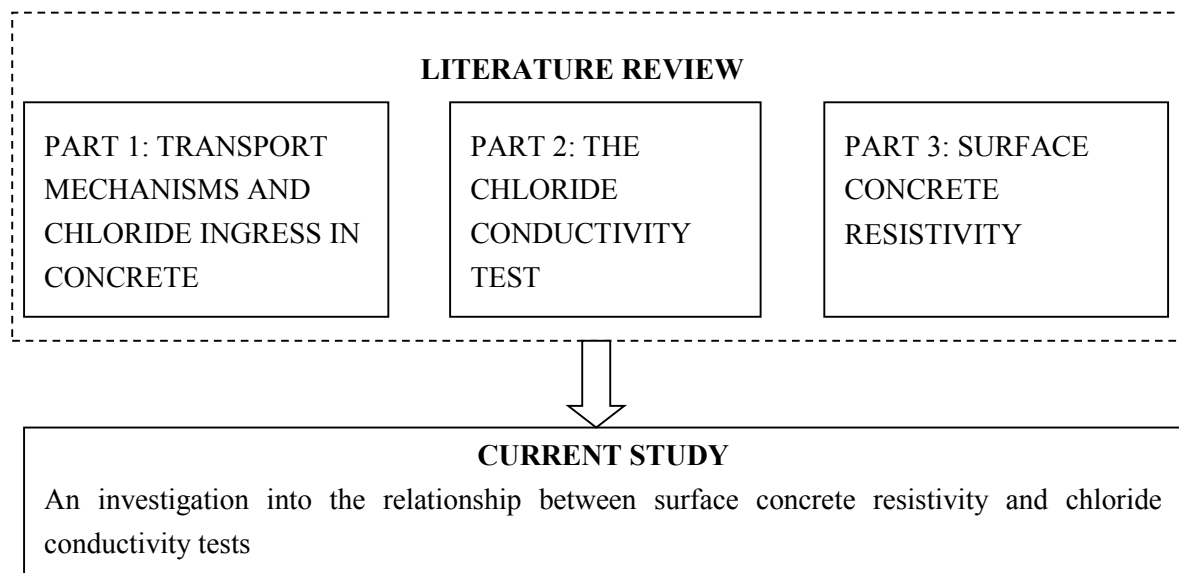 LITERATURE REVIEW
PART 1: TRANSPORT
MECHANISMS AND
CHLORIDE INGRESS IN
CONCRETE
PART 2: THE
CHLORIDE
CONDUCTIVITY
TEST
PART 3: SURFACE
CONCRETE
RESISTIVITY
CURRENT STUDY
An investigation into the relationship between surface concrete resistivity and chloride
conductivity tests